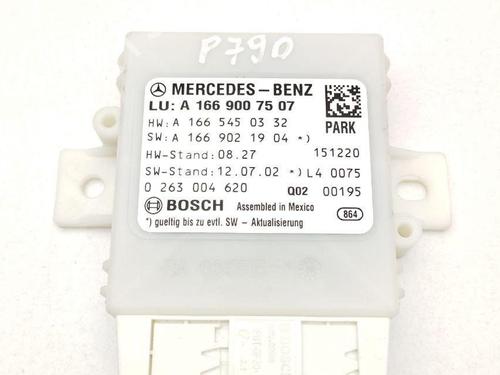 P790
MERCEDES-BENZ
LU: A 166 900 75 07
HW: A 166 545 03 32
PARK
SW: A 166 902 19 04 *)
HW-Stand: 08.27 151220
SW-Stand: 12.07.02 *) L4 0075
0 263 004 620 Q02 00195
BOSCH Assembled in Mexico
*) gueltig bis zu evtl. SW - Aktualisierung 864